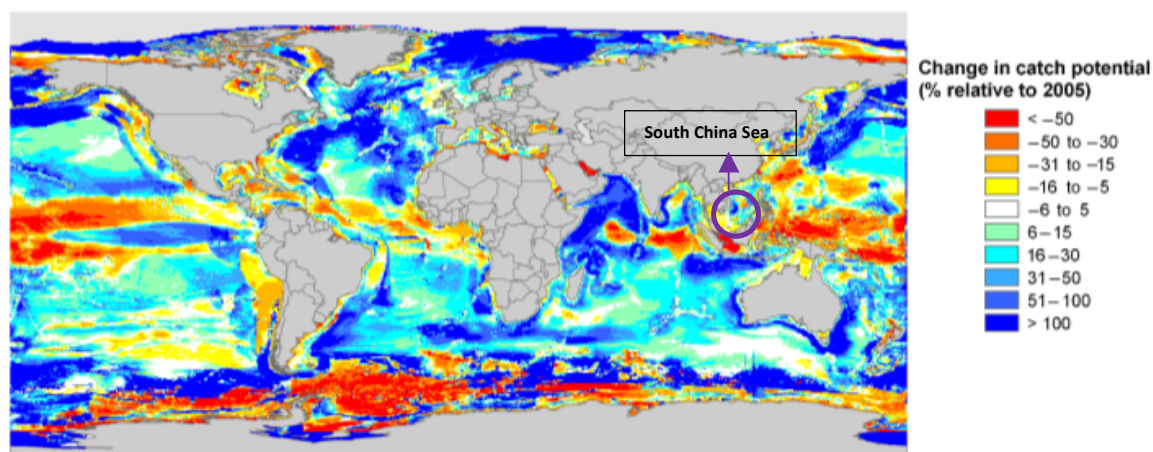 South China Sea
Change in catch potential
(% relative to 2005)
< −50
−50 to −30
−31 to −15
−16 to −5
−6 to 5
6−15
16−30
31−50
51−100
> 100